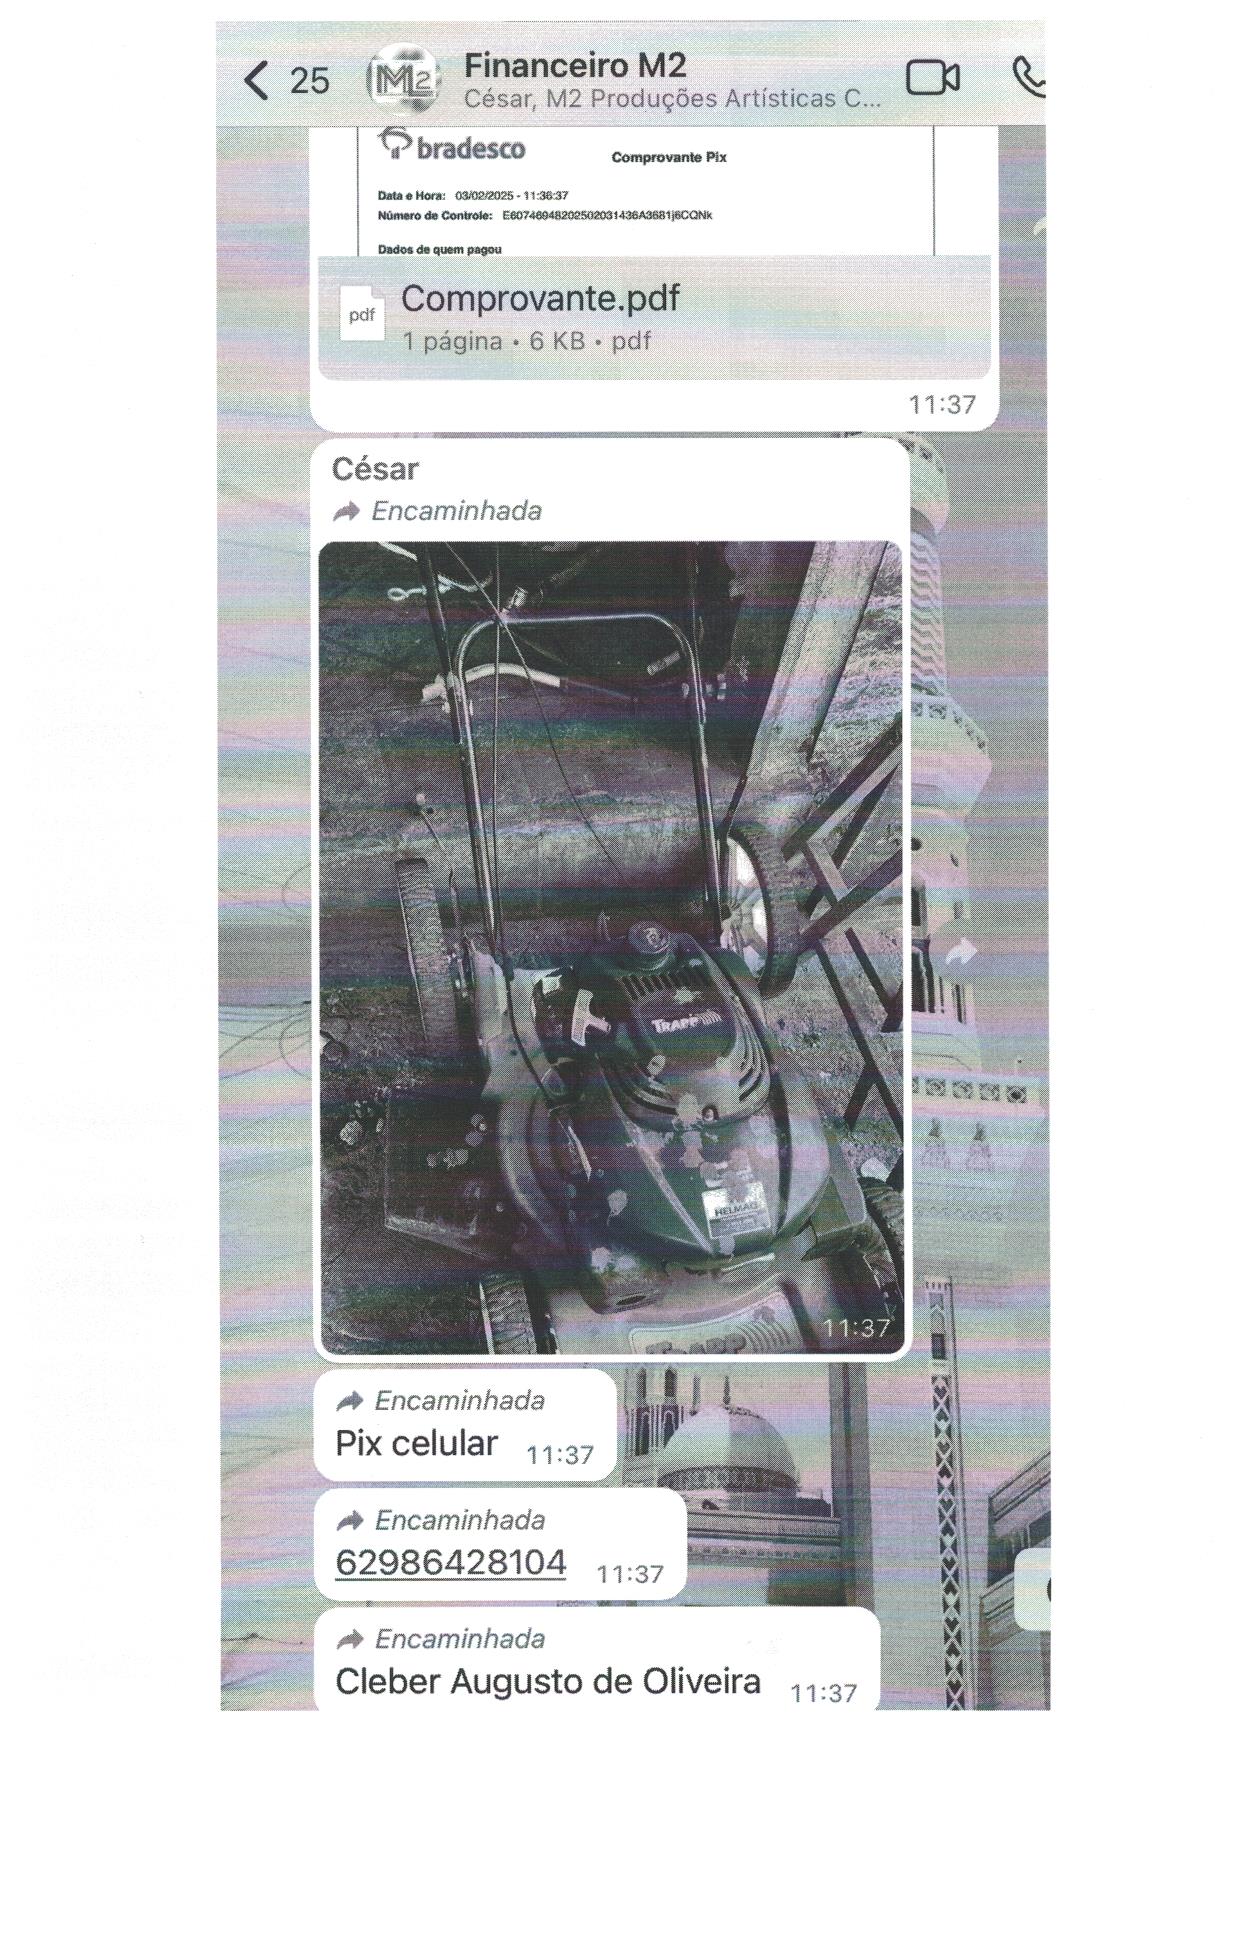 25
M2
Financeiro M2
César, M2 Produções Artísticas C...
bradesco
Comprovante Pix
Data e Hora: 03/02/2025 - 11:36:37
Número de Controle: E60746948202502031436A3681j6CQNk
Dados de quem pagou
pdf
Comprovante.pdf
1 página • 6 KB • pdf
11:37
César
Encaminhada
TRAPP
HELMAQ
TRAPP
11:37
Encaminhada
Pix celular 11:37
Encaminhada
62986428104 11:37
Encaminhada
Cleber Augusto de Oliveira 11:37